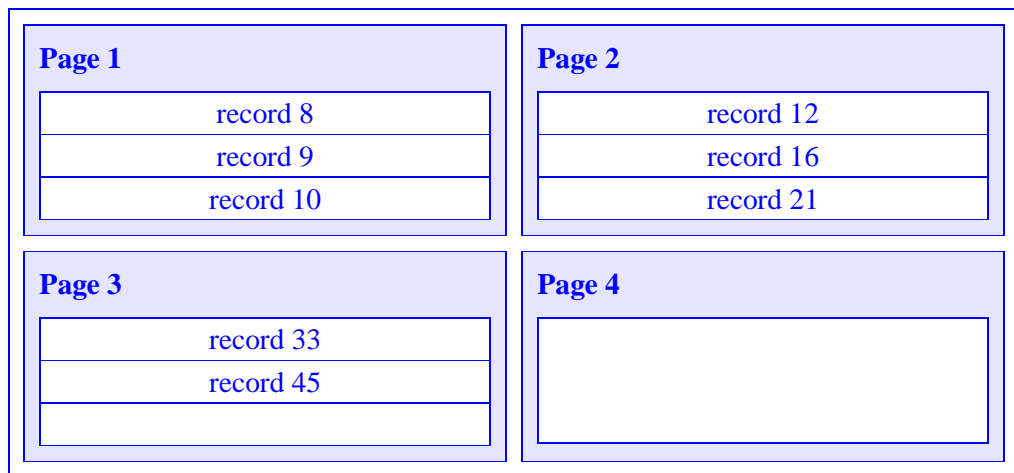 Page 1
record 8
record 9
record 10
Page 2
record 12
record 16
record 21
Page 3
record 33
record 45
Page 4